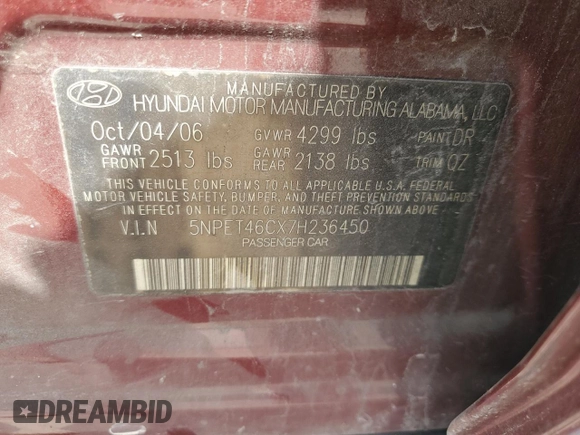 MANUFACTURED BY
HYUNDAI MOTOR MANUFACTURING ALABAMA, LLC
Oct/04/06 GVWR 4299 lbs PAINT DR
GAWR FRONT 2513 lbs GAWR REAR 2138 lbs TRIM QZ
THIS VEHICLE CONFORMS TO ALL APPLICABLE U.S.A. FEDERAL
MOTOR VEHICLE SAFETY, BUMPER, AND THEFT PREVENTION STANDARDS
IN EFFECT ON THE DATE OF MANUFACTURE SHOWN ABOVE
V.I.N 5NPET46CX7H236450
PASSENGER CAR
DREAMBID